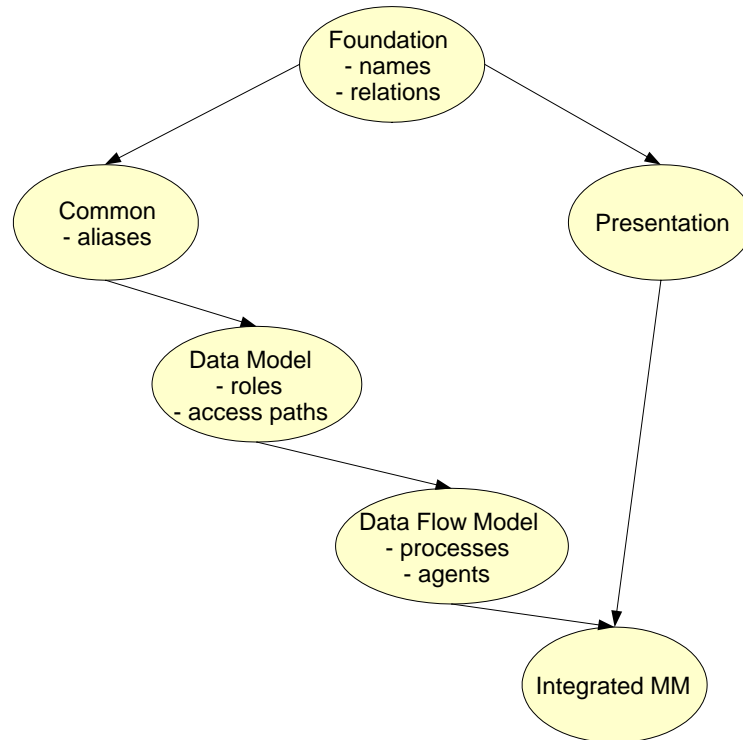 Foundation
- names
- relations
Common
- aliases
Presentation
Data Model
- roles
- access paths
Data Flow Model
- processes
- agents
Integrated MM